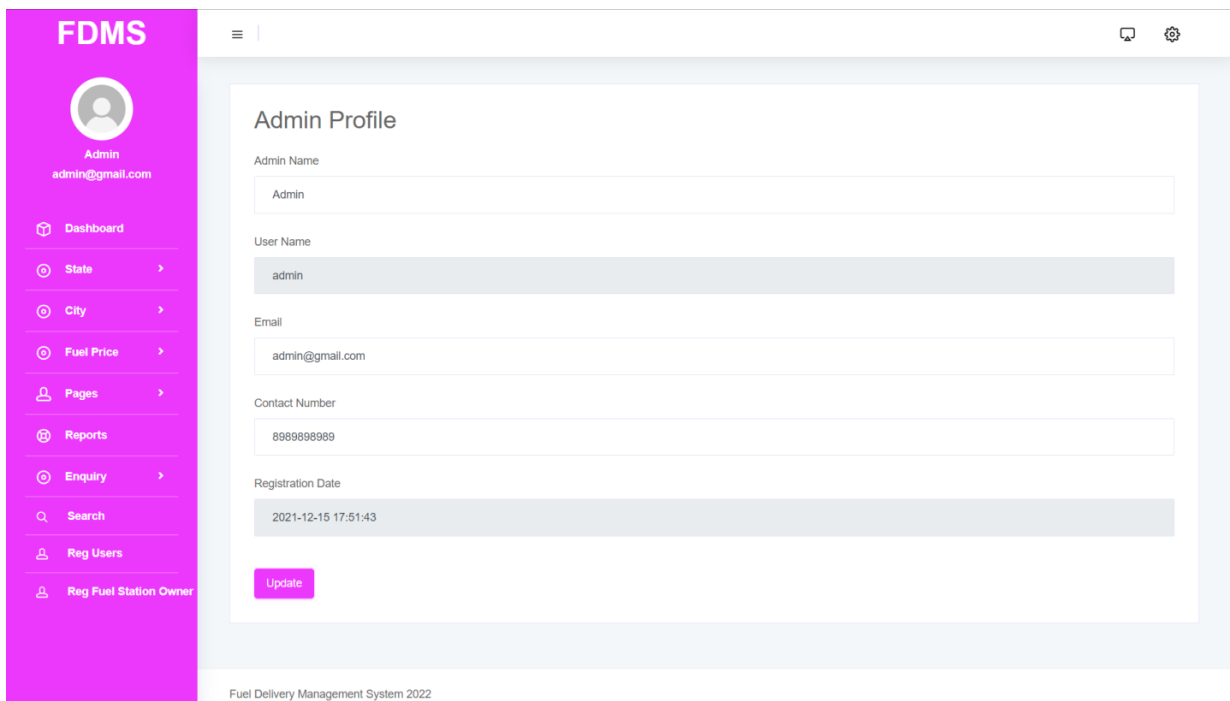 FDMS
Admin
admin@gmail.com
Dashboard
State
City
Fuel Price
Pages
Reports
Enquiry
Search
Reg Users
Reg Fuel Station Owner
Admin Profile
Admin Name
Admin
User Name
admin
Email
admin@gmail.com
Contact Number
8989898989
Registration Date
2021-12-15 17:51:43
Update
Fuel Delivery Management System 2022